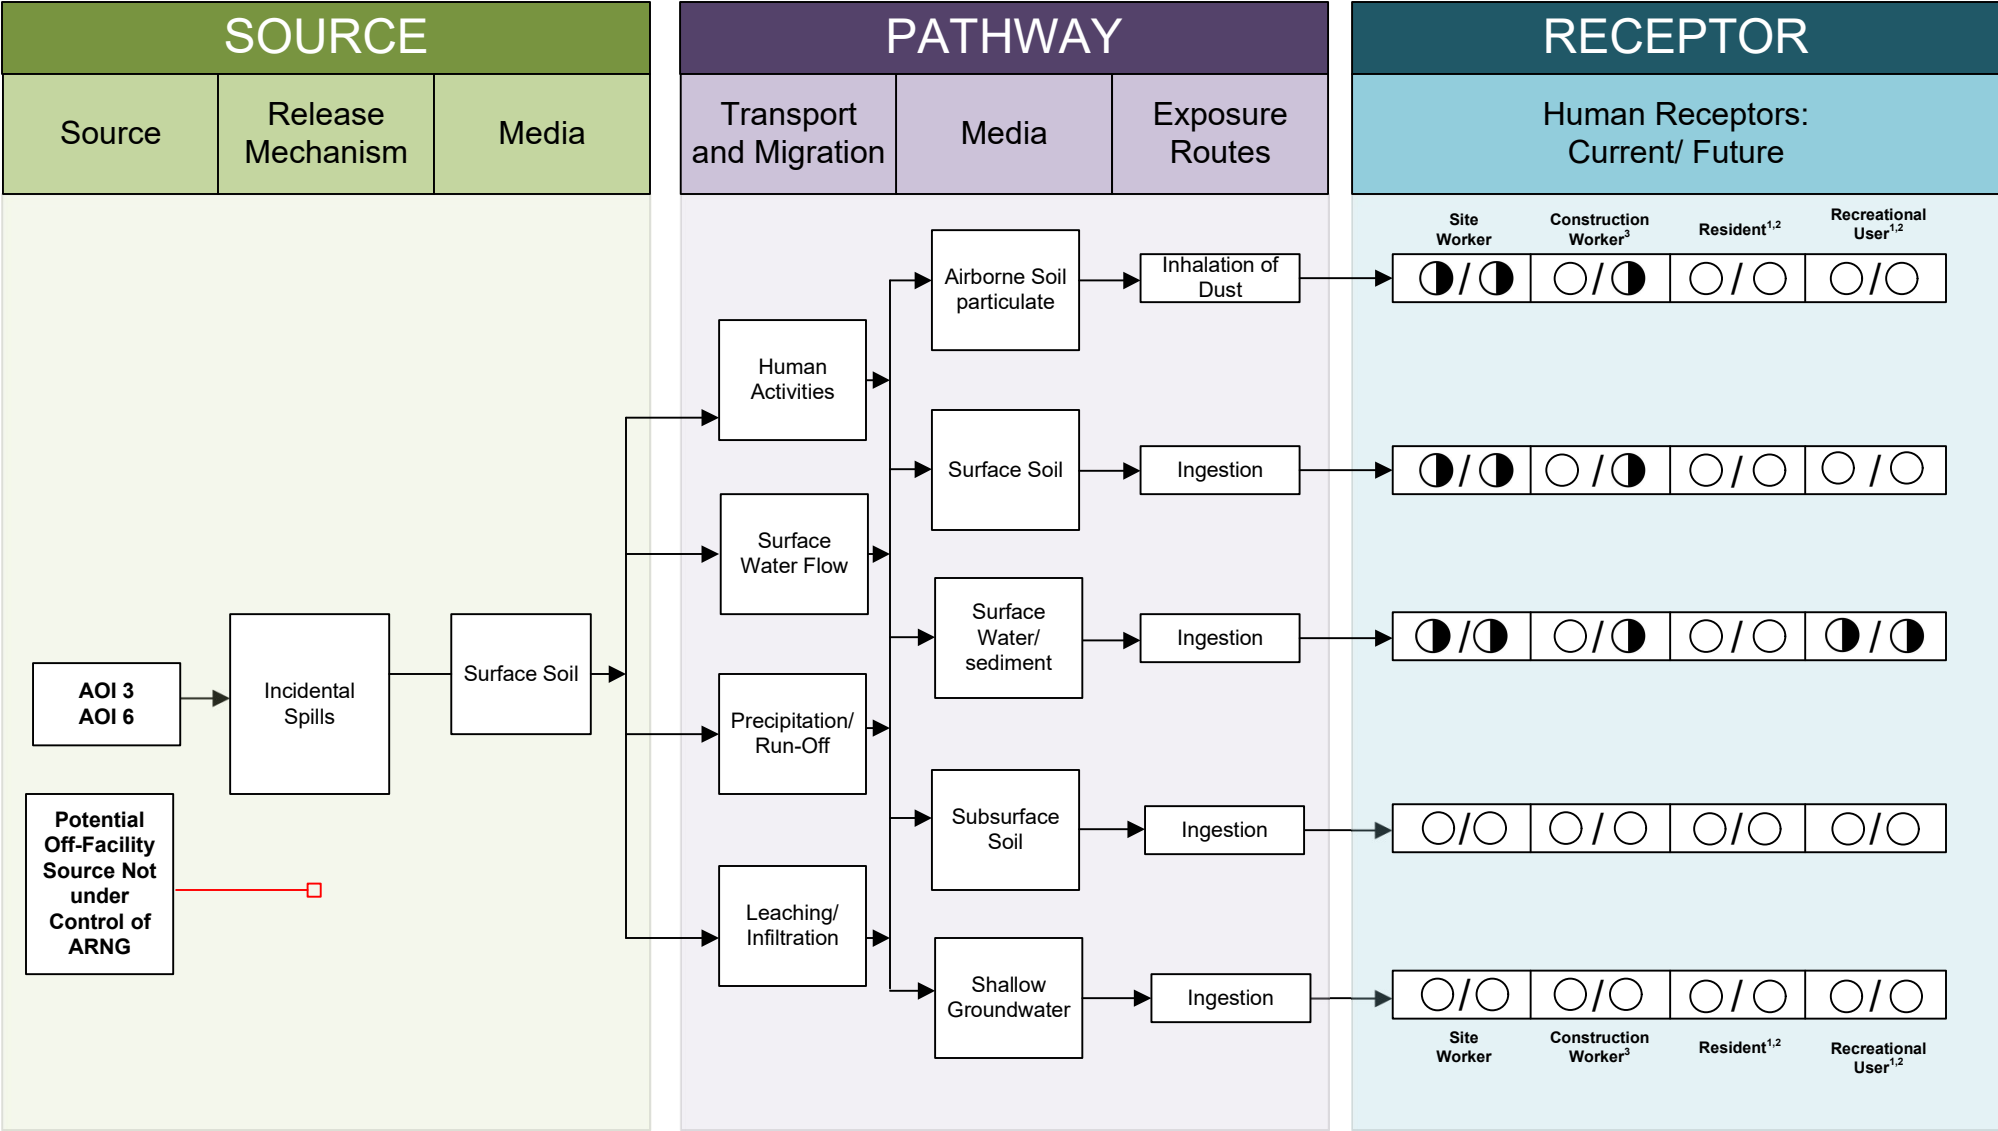 SOURCE
PATHWAY
RECEPTOR
Source
Release
Mechanism
Media
Transport
and Migration
Media
Exposure
Routes
Human Receptors:
Current/ Future
Site
Worker
Construction
Worker3
Resident1,2
Recreational
User1,2
Airborne Soil
particulate
Inhalation of
Dust
/
/
/
/
Human
Activities
Surface Soil
Ingestion
/
/
/
/
Surface
Water Flow
Surface
Water/
sediment
Ingestion
/
/
/
/
AOI 3
AOI 6
Incidental
Spills
Surface Soil
Precipitation/
Run-Off
Subsurface
Soil
Ingestion
/
/
/
/
Potential
Off-Facility
Source Not
under
Control of
ARNG
Leaching/
Infiltration
Shallow
Groundwater
Ingestion
/
/
/
/
Site
Worker
Construction
Worker3
Resident1,2
Recreational
User1,2